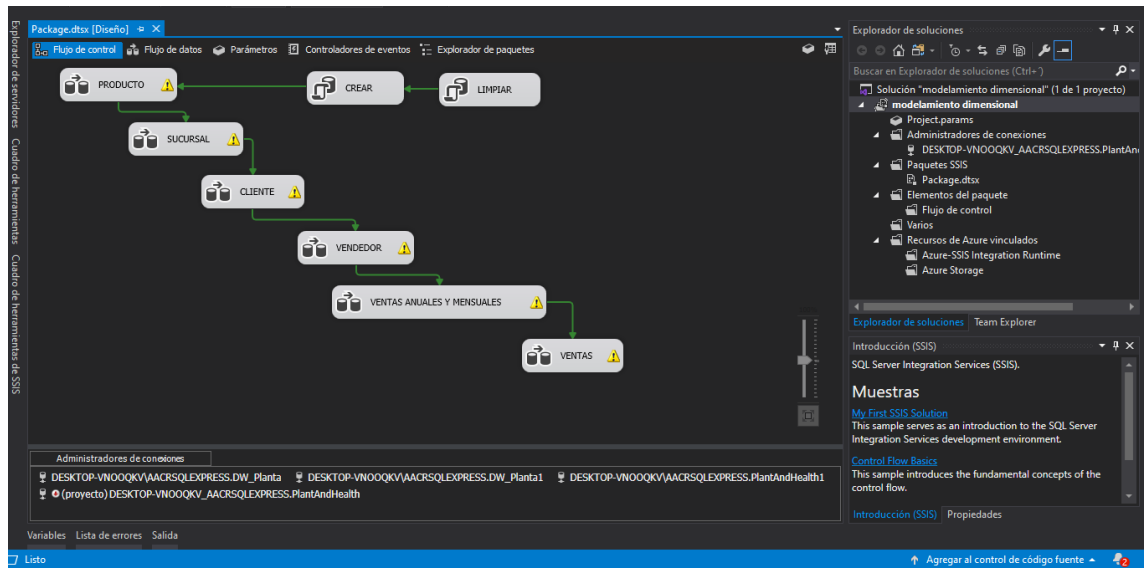 Package.dtsx [Diseño]
Flujo de control
Flujo de datos
Parámetros
Controladores de eventos
Explorador de paquetes
Explorador de servidores
Cuadro de herramientas
Cuadro de herramientas de SSIS
PRODUCTO
CREAR
LIMPIAR
SUCURSAL
CLIENTE
VENDEDOR
VENTAS ANUALES Y MENSUALES
VENTAS
Administradores de conexiones
DESKTOP-VNOOQKV\AACRSQLEXPRESS.DW_Planta
DESKTOP-VNOOQKV\AACRSQLEXPRESS.DW_Planta1
DESKTOP-VNOOQKV\AACRSQLEXPRESS.PlantAndHealth1
(proyecto) DESKTOP-VNOOQKV_AACRSQLEXPRESS.PlantAndHealth
Variables
Lista de errores
Salida
Explorador de soluciones
Buscar en Explorador de soluciones (Ctrl+´)
Solución "modelamiento dimensional" (1 de 1 proyecto)
modelamiento dimensional
Project.params
Administradores de conexiones
DESKTOP-VNOOQKV_AACRSQLEXPRESS.PlantAn
Paquetes SSIS
Package.dtsx
Elementos del paquete
Flujo de control
Varios
Recursos de Azure vinculados
Azure-SSIS Integration Runtime
Azure Storage
Explorador de soluciones
Team Explorer
Introducción (SSIS)
SQL Server Integration Services (SSIS).
Muestras
My First SSIS Solution
This sample serves as an introduction to the SQL Server
Integration Services development environment.
Control Flow Basics
This sample introduces the fundamental concepts of the
control flow.
Introducción (SSIS)
Propiedades
Listo
Agregar al control de código fuente
2